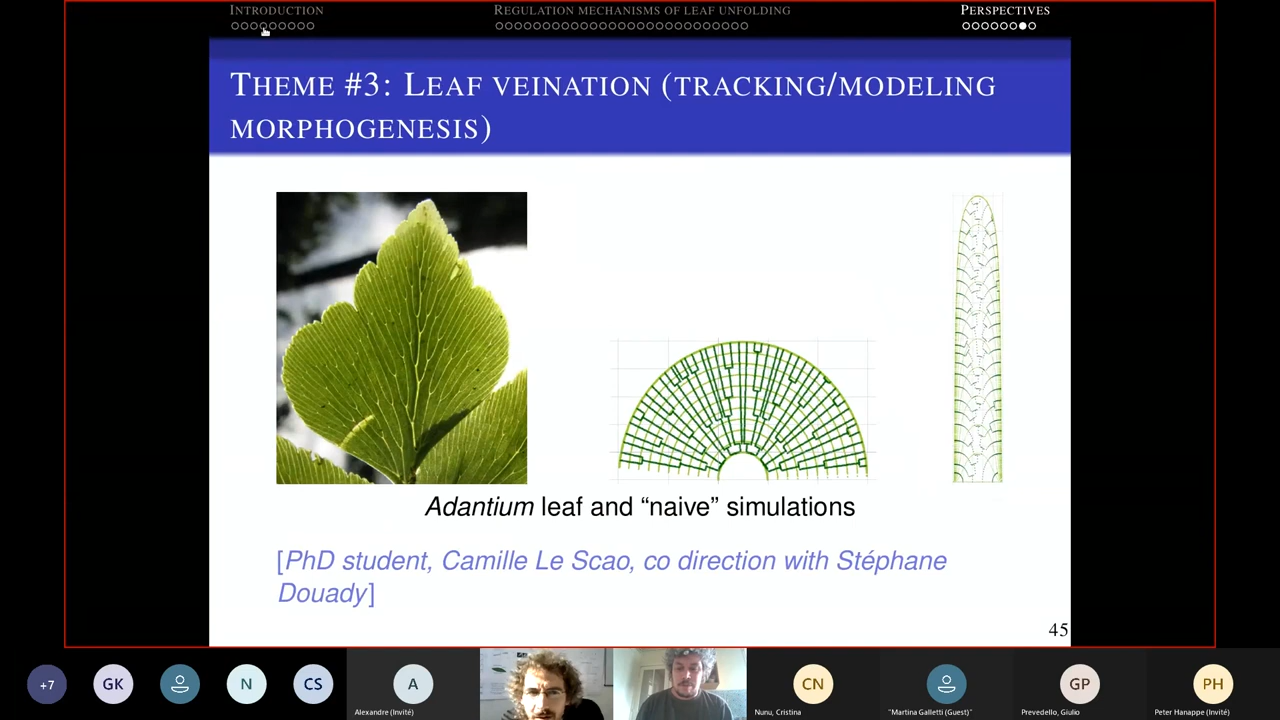 INTRODUCTION
REGULATION MECHANISMS OF LEAF UNFOLDING
PERSPECTIVES
THEME #3: LEAF VEINATION (TRACKING/MODELING
MORPHOGENESIS)
Adantium leaf and “naive” simulations
[PhD student, Camille Le Scao, co direction with Stéphane
Douady]
45
+7
GK
N
CS
A
CN
GP
PH
Alexandre (Invité)
Nunu, Cristina
"Martina Galletti (Guest)"
Prevedello, Giulio
Peter Hanappe (Invité)